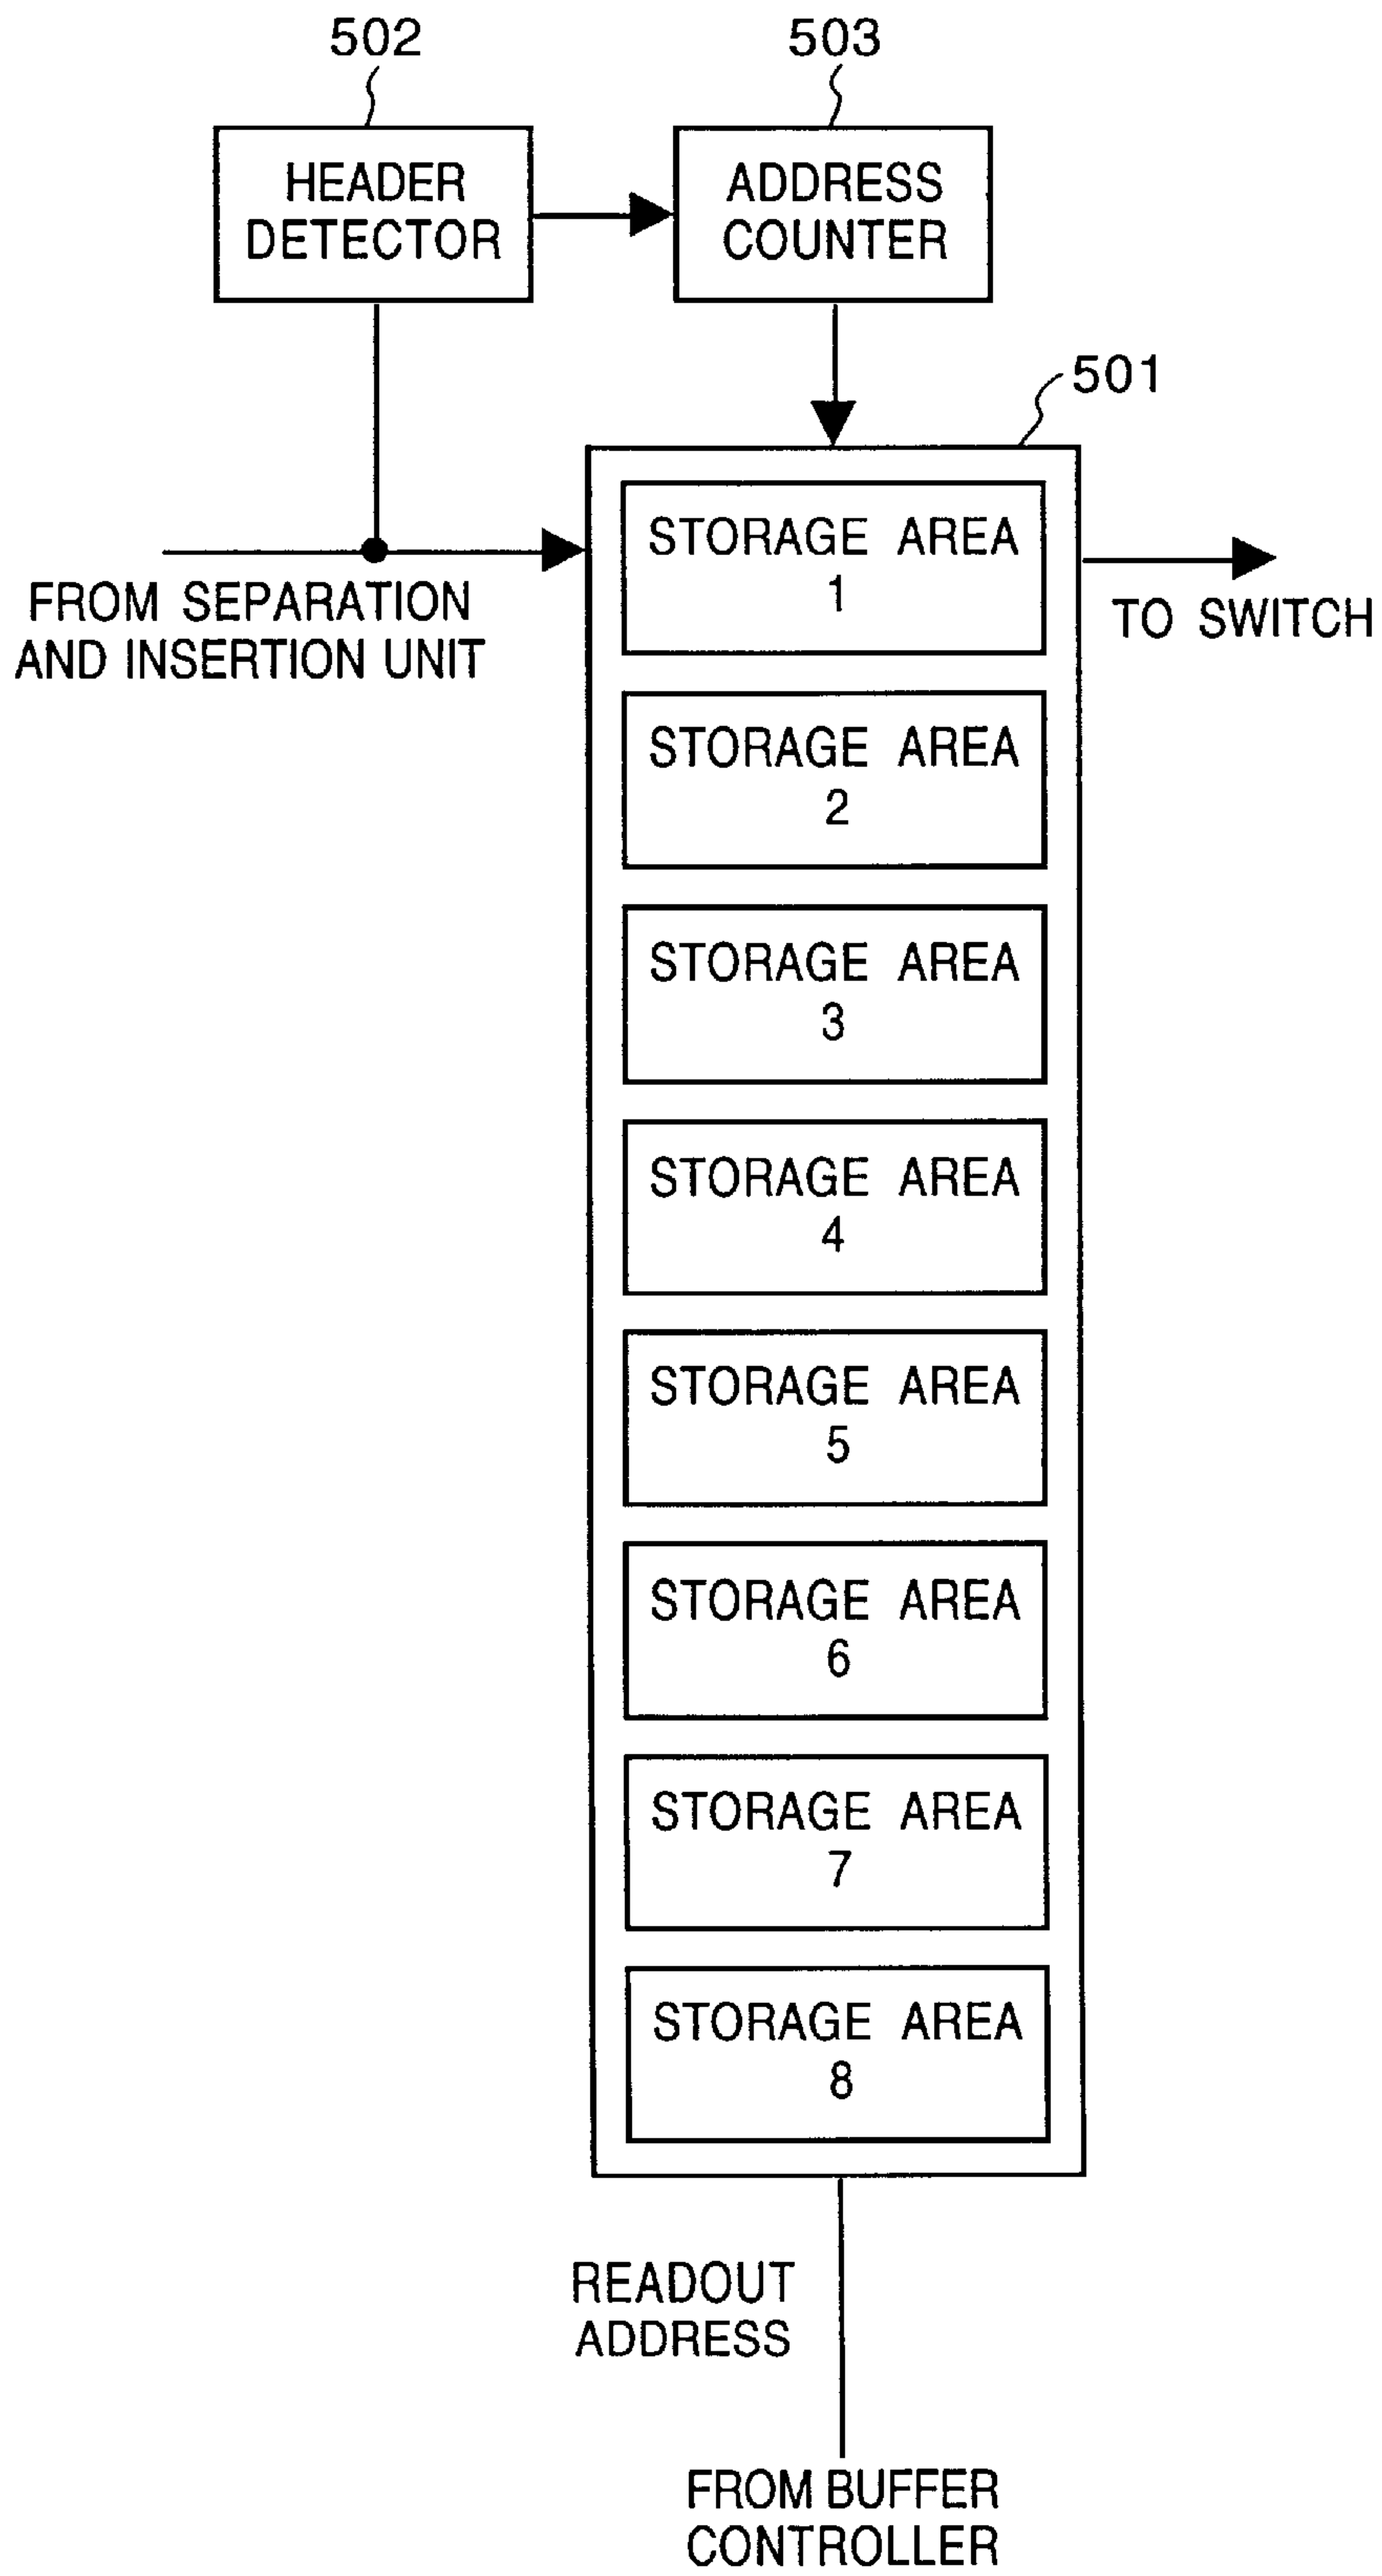 502
503
HEADER
DETECTOR
ADDRESS
COUNTER
501
STORAGE AREA
1
FROM SEPARATION
AND INSERTION UNIT
TO SWITCH
STORAGE AREA
2
STORAGE AREA
3
STORAGE AREA
4
STORAGE AREA
5
STORAGE AREA
6
STORAGE AREA
7
STORAGE AREA
8
READOUT
ADDRESS
FROM BUFFER
CONTROLLER